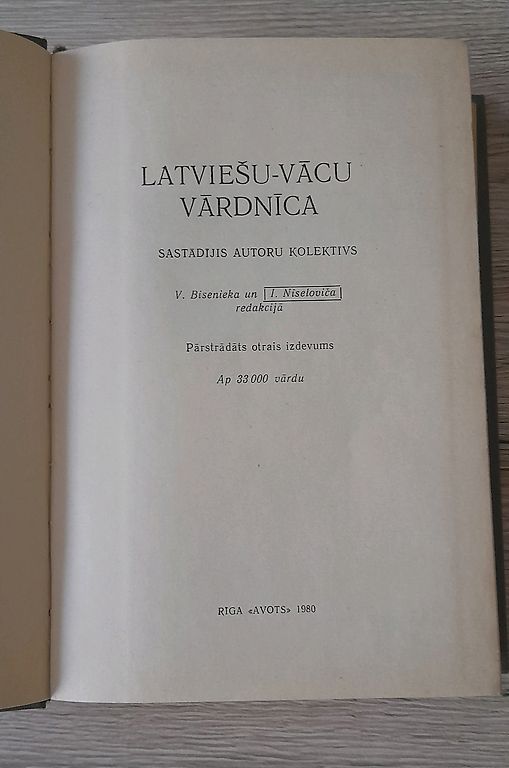 LATVIEŠU-VĀCU
VĀRDNĪCA
SASTĀDĪJIS AUTORU KOLEKTĪVS
V. Bisenieka un I. Niseloviča
redakcijā
Pārstrādāts otrais izdevums
Ap 33 000 vārdu
RĪGA «AVOTS» 1980